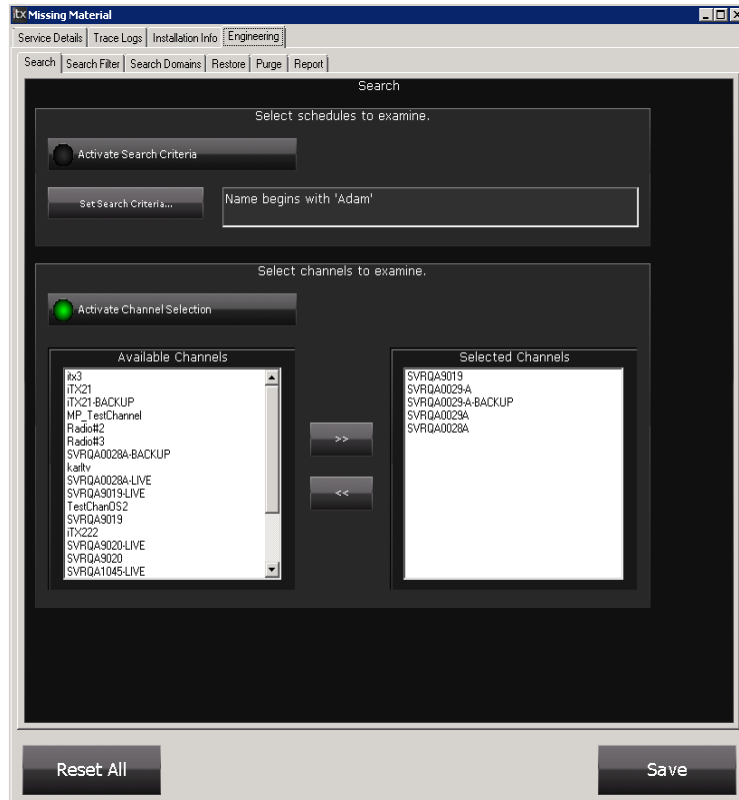 itx Missing Material
Service Details Trace Logs Installation Info Engineering
Search Search Filter Search Domains Restore Purge Report
Search
Select schedules to examine.
Activate Search Criteria
Set Search Criteria...
Name begins with 'Adam'
Select channels to examine.
Activate Channel Selection
Available Channels
itx3
iTX21
iTX21-BACKUP
MP_TestChannel
Radio#2
Radio#3
SVRQA0028A-BACKUP
karltv
SVRQA0028A-LIVE
SVRQA9019-LIVE
TestChanOS2
SVRQA9019
iTX222
SVRQA9020-LIVE
SVRQA9020
SVRQA1045-LIVE
>>
<<
Selected Channels
SVRQA9019
SVRQA0029-A
SVRQA0029-A-BACKUP
SVRQA0029A
SVRQA0028A
Reset All
Save